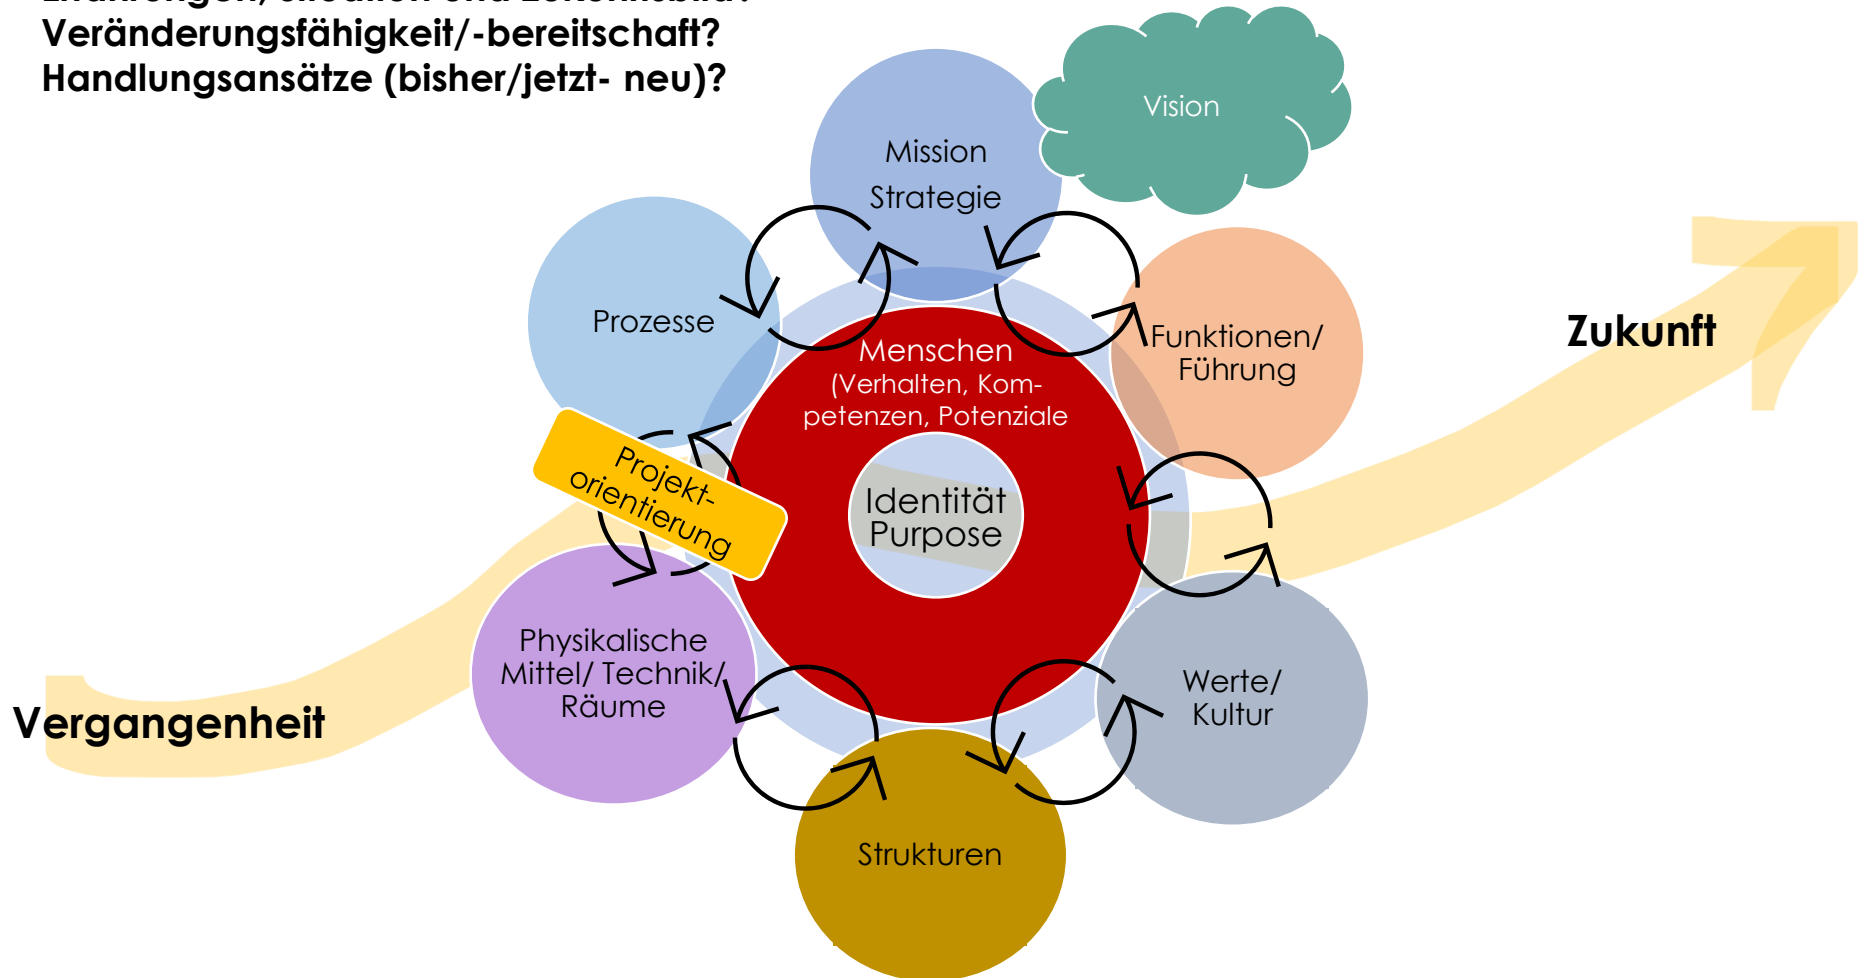 Veränderungsfähigkeit/-bereitschaft?
Handlungsansätze (bisher/jetzt- neu)?
Vision
Mission
Strategie
Prozesse
Funktionen/
Führung
Zukunft
Menschen
(Verhalten, Kom-
petenzen, Potenziale
Projekt-
orientierung
Identität
Purpose
Physikalische
Mittel/ Technik/
Räume
Werte/
Kultur
Vergangenheit
Strukturen